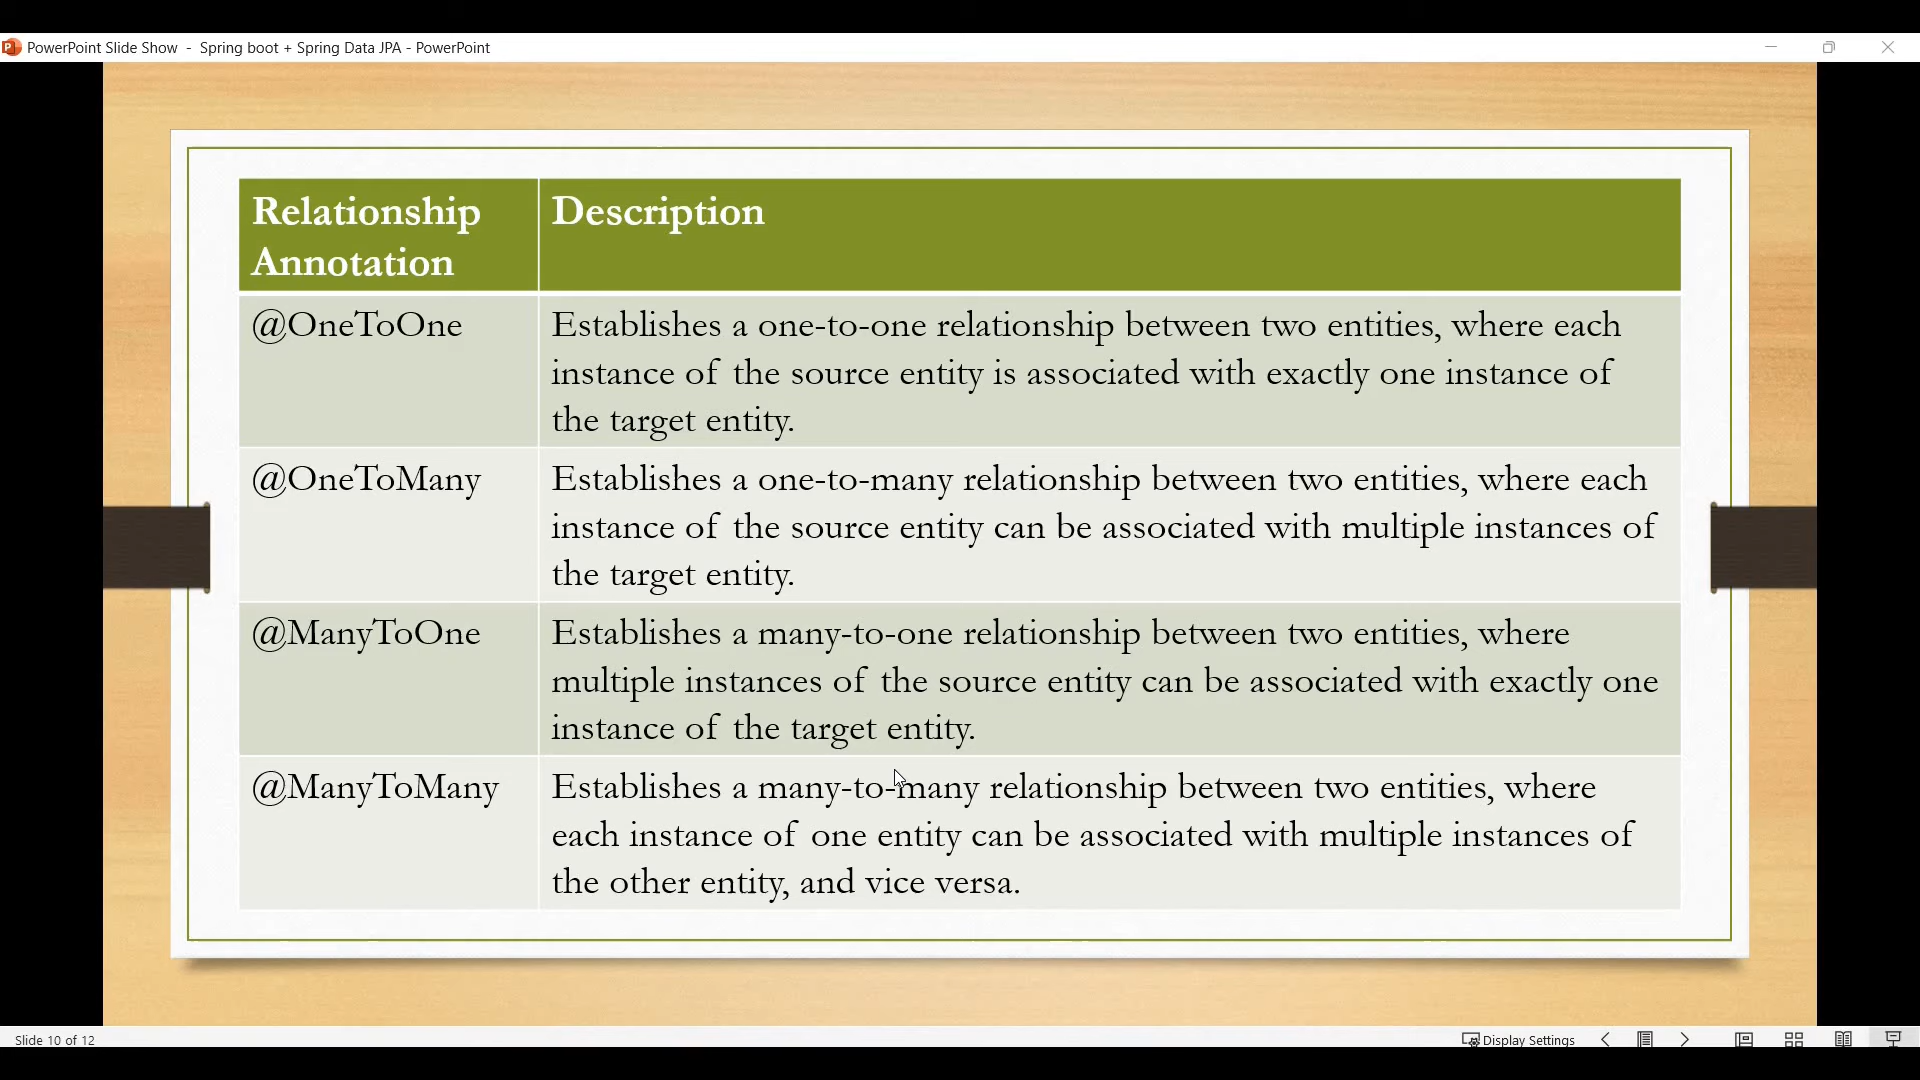 PowerPoint Slide Show - Spring boot + Spring Data JPA - PowerPoint
Relationship Annotation
Description
@OneToOne
Establishes a one-to-one relationship between two entities, where each
instance of the source entity is associated with exactly one instance of
the target entity.
@OneToMany
Establishes a one-to-many relationship between two entities, where each
instance of the source entity can be associated with multiple instances of
the target entity.
@ManyToOne
Establishes a many-to-one relationship between two entities, where
multiple instances of the source entity can be associated with exactly one
instance of the target entity.
@ManyToMany
Establishes a many-to-many relationship between two entities, where
each instance of one entity can be associated with multiple instances of
the other entity, and vice versa.
Slide 10 of 12
Display Settings